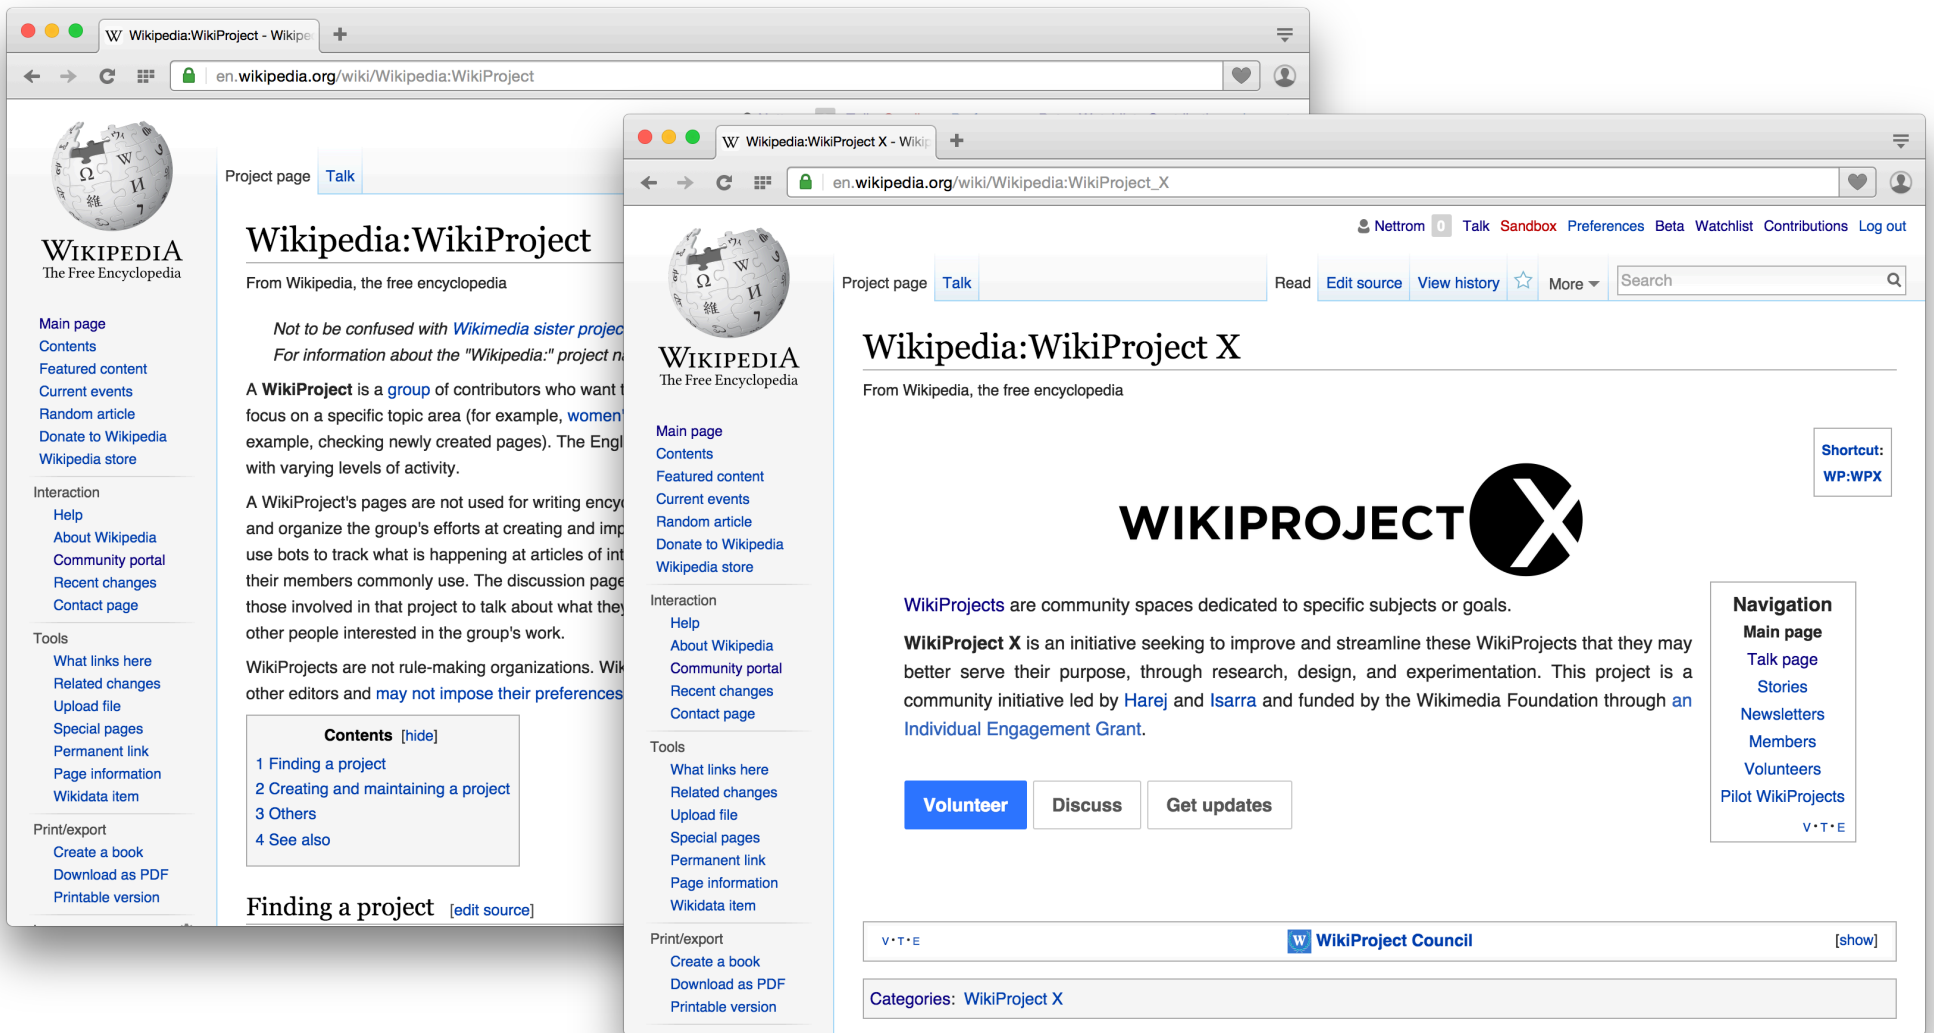 Wikipedia:WikiProject - Wikipe
en.wikipedia.org/wiki/Wikipedia:WikiProject
WIKIPEDIA
The Free Encyclopedia
Main page
Contents
Featured content
Current events
Random article
Donate to Wikipedia
Wikipedia store
Interaction
Help
About Wikipedia
Community portal
Recent changes
Contact page
Tools
What links here
Related changes
Upload file
Special pages
Permanent link
Page information
Wikidata item
Print/export
Create a book
Download as PDF
Printable version
Project page Talk
Wikipedia:WikiProject
From Wikipedia, the free encyclopedia
Not to be confused with Wikimedia sister projec
For information about the "Wikipedia:" project n
A WikiProject is a group of contributors who want t
focus on a specific topic area (for example, women'
example, checking newly created pages). The Engl
with varying levels of activity.
A WikiProject's pages are not used for writing ency
and organize the group's efforts at creating and imp
use bots to track what is happening at articles of int
their members commonly use. The discussion page
those involved in that project to talk about what they
other people interested in the group's work.
WikiProjects are not rule-making organizations. Wik
other editors and may not impose their preferences
Contents [hide]
1 Finding a project
2 Creating and maintaining a project
3 Others
4 See also
Finding a project [edit source]
Wikipedia:WikiProject X - Wikip
en.wikipedia.org/wiki/Wikipedia:WikiProject_X
WIKIPEDIA
The Free Encyclopedia
Main page
Contents
Featured content
Current events
Random article
Donate to Wikipedia
Wikipedia store
Interaction
Help
About Wikipedia
Community portal
Recent changes
Contact page
Tools
What links here
Related changes
Upload file
Special pages
Permanent link
Page information
Wikidata item
Print/export
Create a book
Download as PDF
Printable version
Nettrom 0 Talk Sandbox Preferences Beta Watchlist Contributions Log out
Project page Talk Read Edit source View history More Search
Wikipedia:WikiProject X
From Wikipedia, the free encyclopedia
Shortcut:
WP:WPX
WIKIPROJECT X
WikiProjects are community spaces dedicated to specific subjects or goals.
WikiProject X is an initiative seeking to improve and streamline these WikiProjects that they may
better serve their purpose, through research, design, and experimentation. This project is a
community initiative led by Harej and Isarra and funded by the Wikimedia Foundation through an
Individual Engagement Grant.
Volunteer Discuss Get updates
Navigation
Main page
Talk page
Stories
Newsletters
Members
Volunteers
Pilot WikiProjects
V · T · E
V · T · E WikiProject Council [show]
Categories: WikiProject X